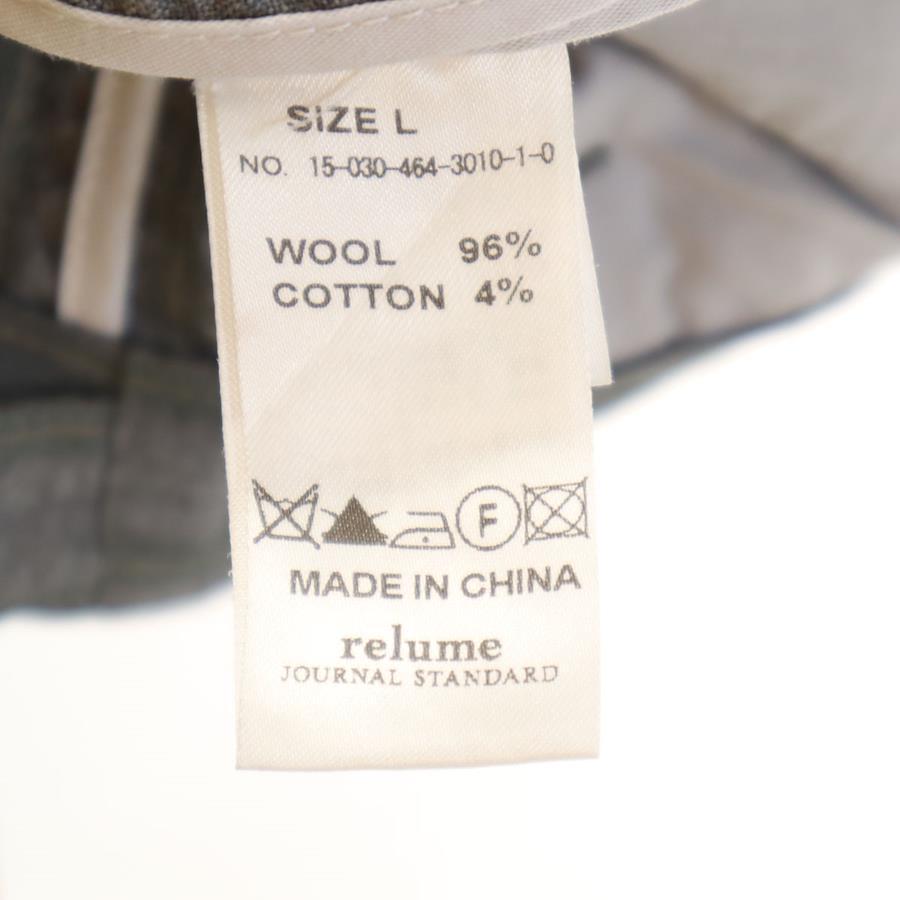 SIZE L
NO. 15-030-464-3010-1-0
WOOL 96%
COTTON 4%
F
MADE IN CHINA
relume
JOURNAL STANDARD